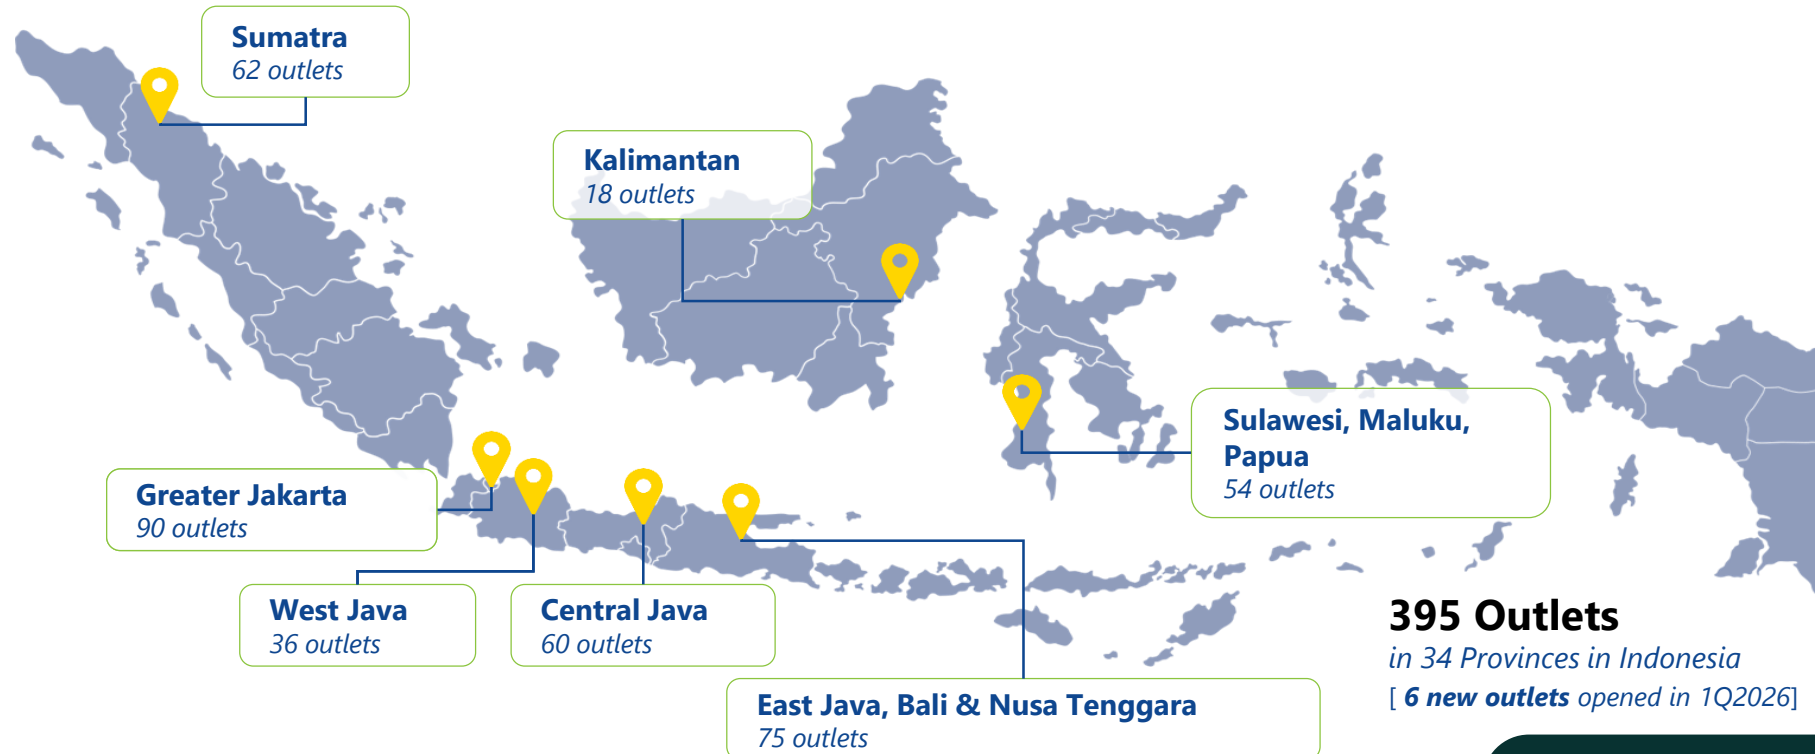 Sumatra
62 outlets
Kalimantan
18 outlets
Sulawesi, Maluku,
Papua
54 outlets
Greater Jakarta
90 outlets
West Java
36 outlets
Central Java
60 outlets
East Java, Bali & Nusa Tenggara
75 outlets
395 Outlets
in 34 Provinces in Indonesia
[ 6 new outlets opened in 1Q2026]